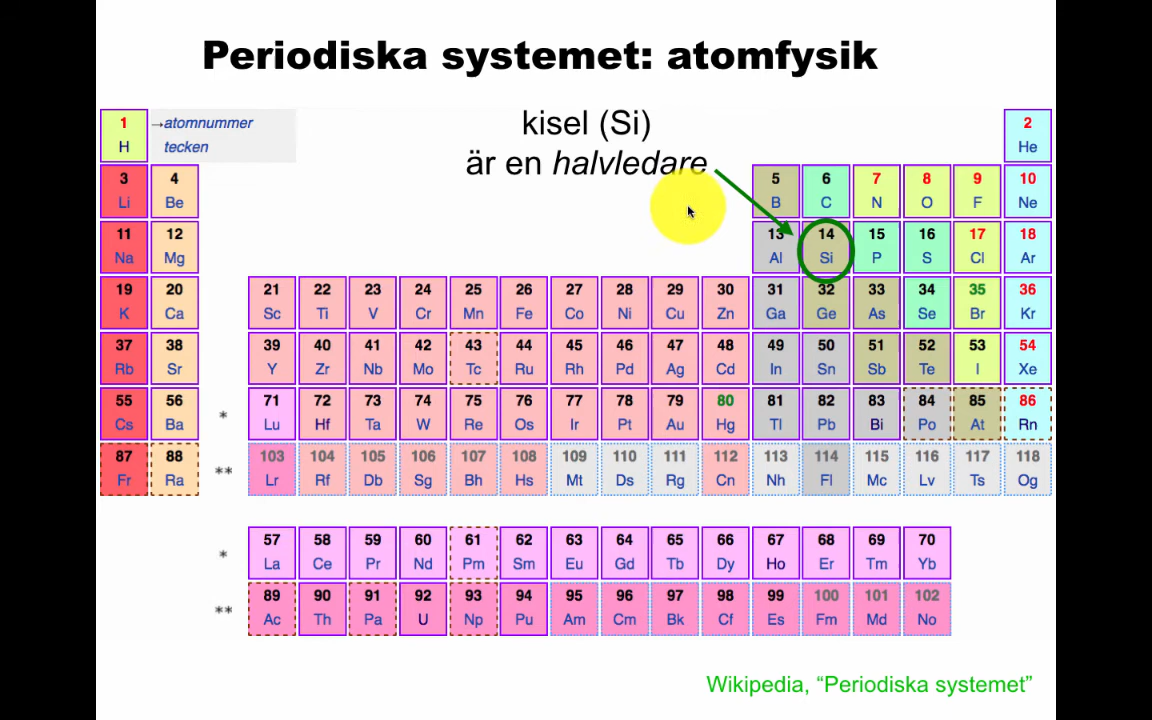 Periodiska systemet: atomfysik
kisel (Si)
är en halvledare
1 →atomnummer 2
H tecken He
3 4 5 6 7 8 9 10
Li Be B C N O F Ne
11 12 13 14 15 16 17 18
Na Mg Al Si P S Cl Ar
19 20 21 22 23 24 25 26 27 28 29 30 31 32 33 34 35 36
K Ca Sc Ti V Cr Mn Fe Co Ni Cu Zn Ga Ge As Se Br Kr
37 38 39 40 41 42 43 44 45 46 47 48 49 50 51 52 53 54
Rb Sr Y Zr Nb Mo Tc Ru Rh Pd Ag Cd In Sn Sb Te I Xe
55 56 * 71 72 73 74 75 76 77 78 79 80 81 82 83 84 85 86
Cs Ba Lu Hf Ta W Re Os Ir Pt Au Hg Tl Pb Bi Po At Rn
87 88 ** 103 104 105 106 107 108 109 110 111 112 113 114 115 116 117 118
Fr Ra Lr Rf Db Sg Bh Hs Mt Ds Rg Cn Nh Fl Mc Lv Ts Og
* 57 58 59 60 61 62 63 64 65 66 67 68 69 70
La Ce Pr Nd Pm Sm Eu Gd Tb Dy Ho Er Tm Yb
** 89 90 91 92 93 94 95 96 97 98 99 100 101 102
Ac Th Pa U Np Pu Am Cm Bk Cf Es Fm Md No
Wikipedia, “Periodiska systemet”